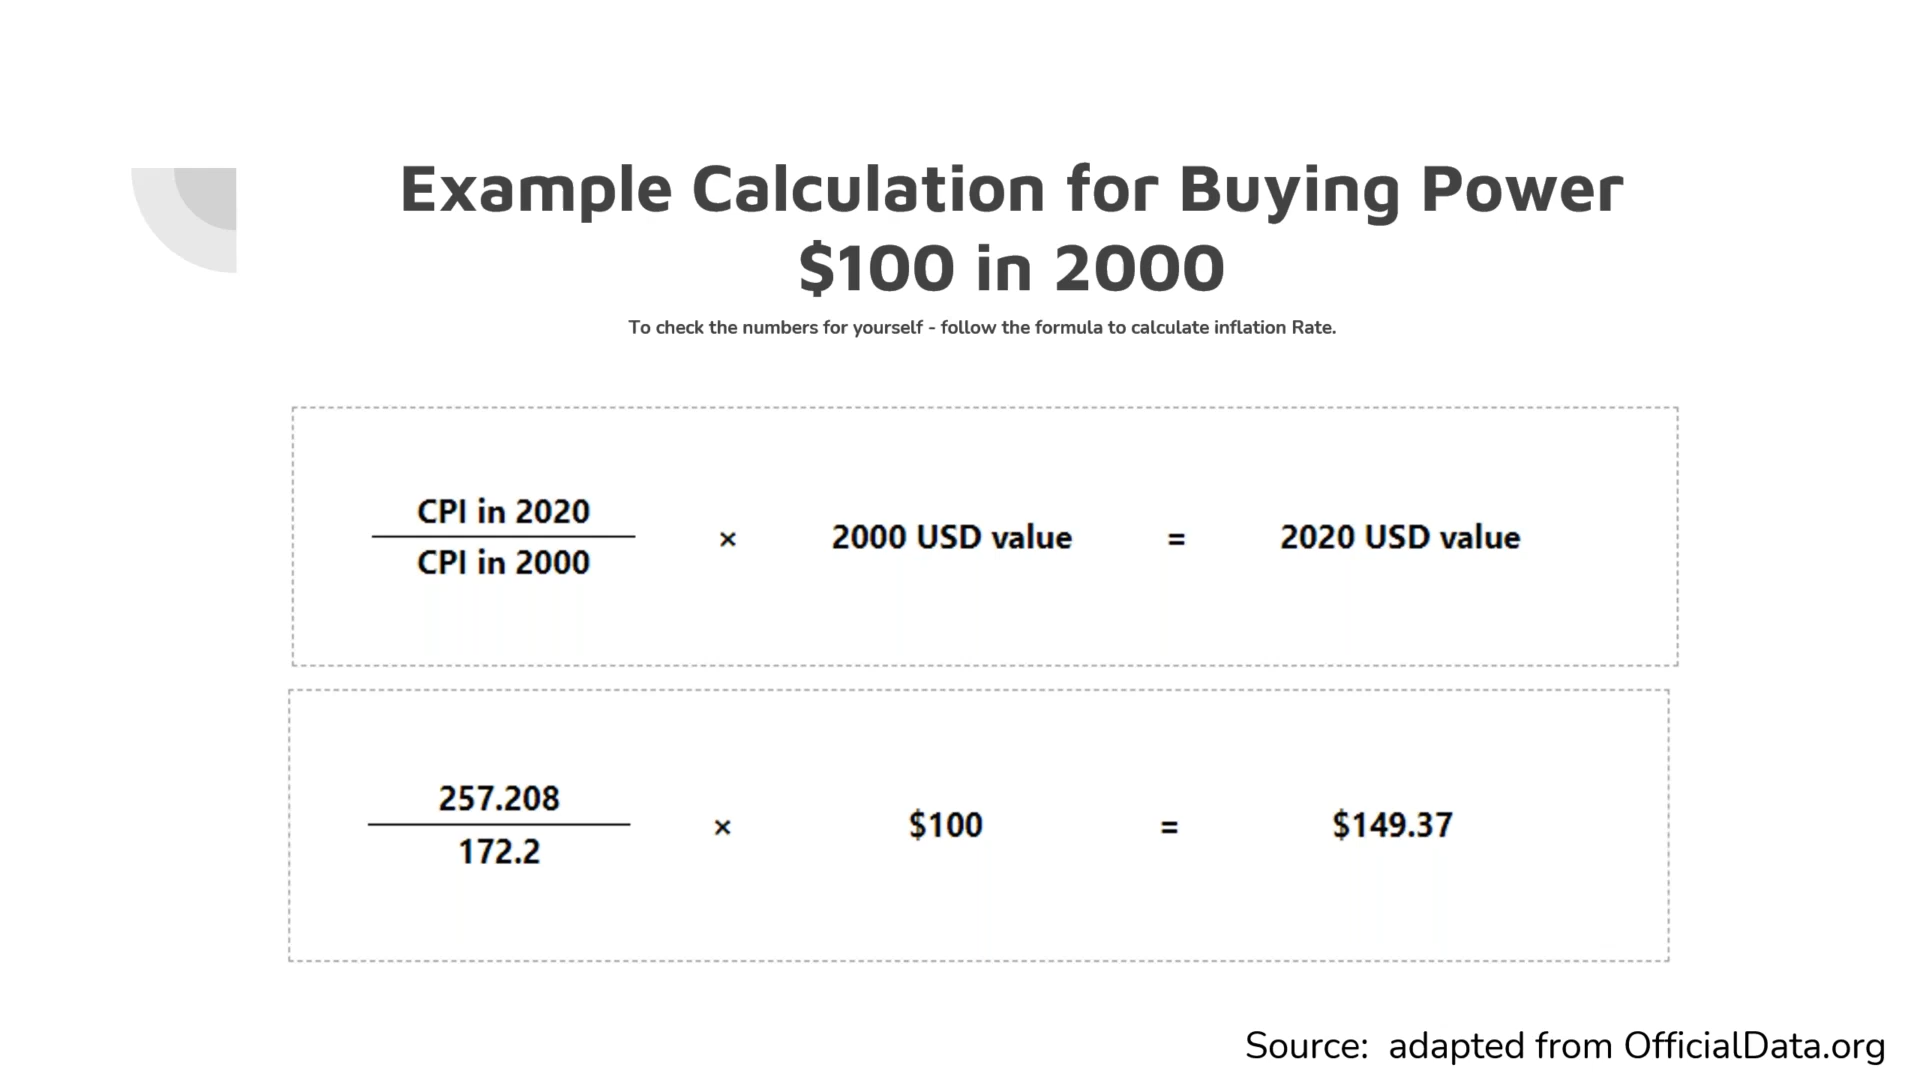 Example Calculation for Buying Power
$100 in 2000
To check the numbers for yourself - follow the formula to calculate inflation Rate.
CPI in 2020
CPI in 2000
×
2000 USD value
=
2020 USD value
257.208
172.2
×
$100
=
$149.37
Source:  adapted from OfficialData.org